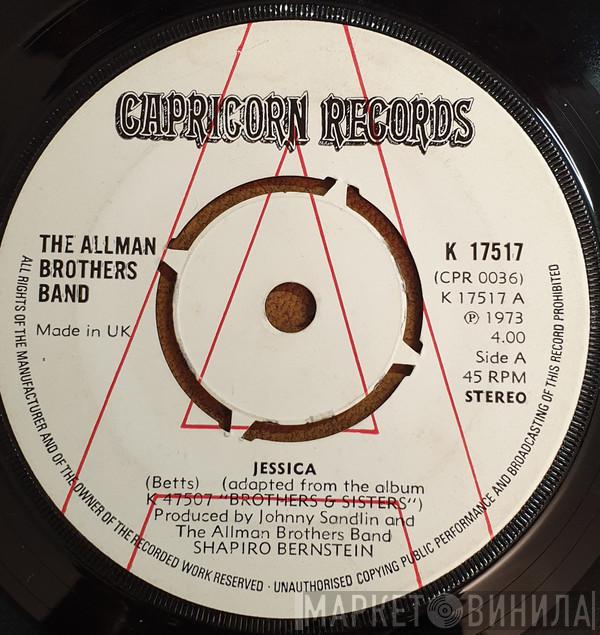 CAPRICORN RECORDS
THE ALLMAN
BROTHERS
BAND
Made in UK
K 17517
(CPR 0036)
K 17517 A
℗ 1973
4.00
Side A
45 RPM
STEREO
JESSICA
(Betts) (adapted from the album
K 47507 "BROTHERS & SISTERS")
Produced by Johnny Sandlin and
The Allman Brothers Band
SHAPIRO BERNSTEIN
ALL RIGHTS OF THE MANUFACTURER AND OF THE OWNER OF THE RECORDED WORK RESERVED · UNAUTHORISED COPYING PUBLIC PERFORMANCE AND BROADCASTING OF THIS RECORD PROHIBITED
МАРКЕТ ВИНИЛА